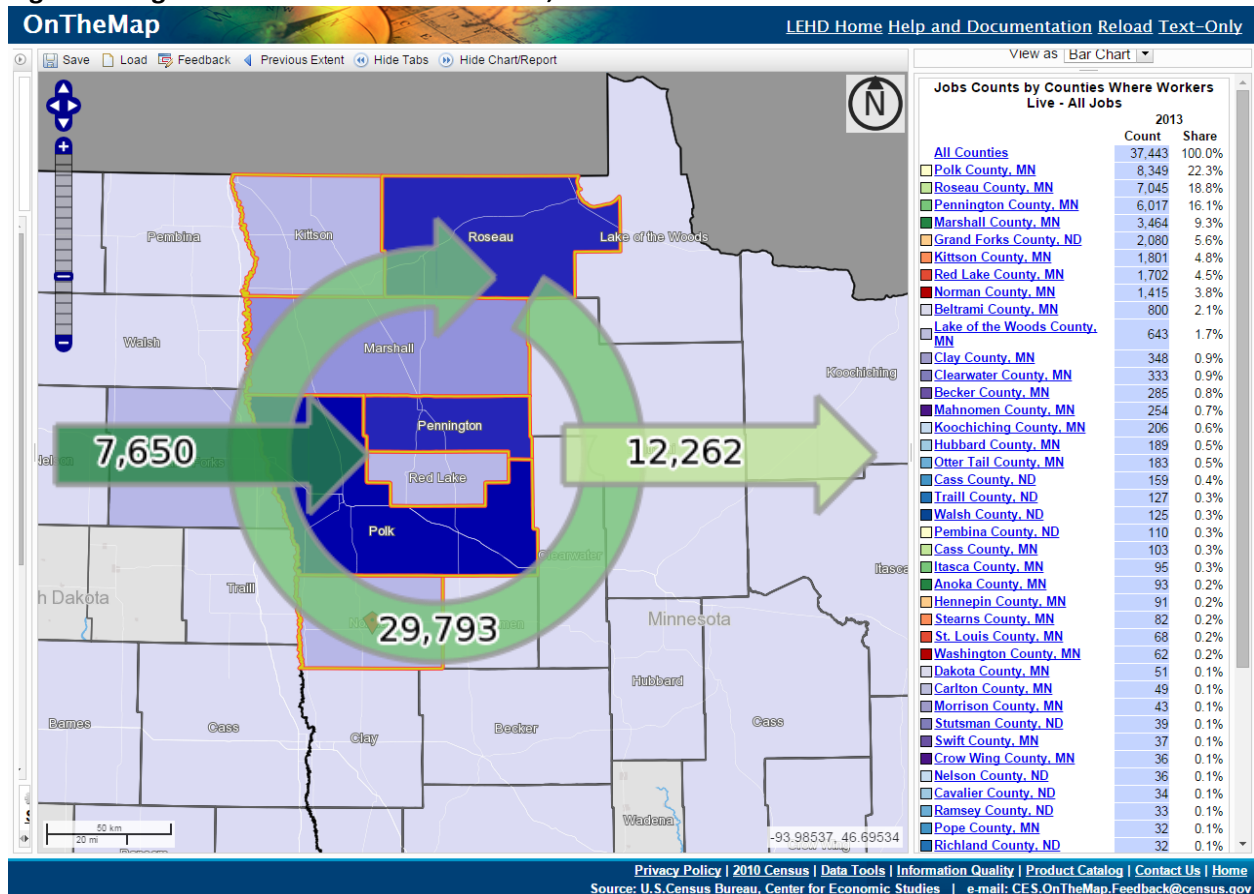 OnTheMap
LEHD Home Help and Documentation Reload Text-Only
Save Load Feedback Previous Extent Hide Tabs Hide Chart/Report
View as Bar Chart
N
Pembina
Kittson
Roseau
Lake of the Woods
Walsh
Marshall
Koochiching
Pennington
7,650
12,262
Red Lake
Polk
Clearwater
Itasca
Traill
h Dakota
29,793
Minnesota
Hubbard
Barnes
Cass
Clay
Becker
Cass
Wadena
50 km
20 mi
-93.98537, 46.69534
Jobs Counts by Counties Where Workers
Live - All Jobs
2013
Count Share
All Counties 37,443 100.0%
Polk County, MN 8,349 22.3%
Roseau County, MN 7,045 18.8%
Pennington County, MN 6,017 16.1%
Marshall County, MN 3,464 9.3%
Grand Forks County, ND 2,080 5.6%
Kittson County, MN 1,801 4.8%
Red Lake County, MN 1,702 4.5%
Norman County, MN 1,415 3.8%
Beltrami County, MN 800 2.1%
Lake of the Woods County,
MN 643 1.7%
Clay County, MN 348 0.9%
Clearwater County, MN 333 0.9%
Becker County, MN 285 0.8%
Mahnomen County, MN 254 0.7%
Koochiching County, MN 206 0.6%
Hubbard County, MN 189 0.5%
Otter Tail County, MN 183 0.5%
Cass County, ND 159 0.4%
Traill County, ND 127 0.3%
Walsh County, ND 125 0.3%
Pembina County, ND 110 0.3%
Cass County, MN 103 0.3%
Itasca County, MN 95 0.3%
Anoka County, MN 93 0.2%
Hennepin County, MN 91 0.2%
Stearns County, MN 82 0.2%
St. Louis County, MN 68 0.2%
Washington County, MN 62 0.2%
Dakota County, MN 51 0.1%
Carlton County, MN 49 0.1%
Morrison County, MN 43 0.1%
Stutsman County, ND 39 0.1%
Swift County, MN 37 0.1%
Crow Wing County, MN 36 0.1%
Nelson County, ND 36 0.1%
Cavalier County, ND 34 0.1%
Ramsey County, ND 33 0.1%
Pope County, MN 32 0.1%
Richland County, ND 32 0.1%
Privacy Policy | 2010 Census | Data Tools | Information Quality | Product Catalog | Contact Us | Home
Source: U.S.Census Bureau, Center for Economic Studies | e-mail: CES.OnTheMap.Feedback@census.gov